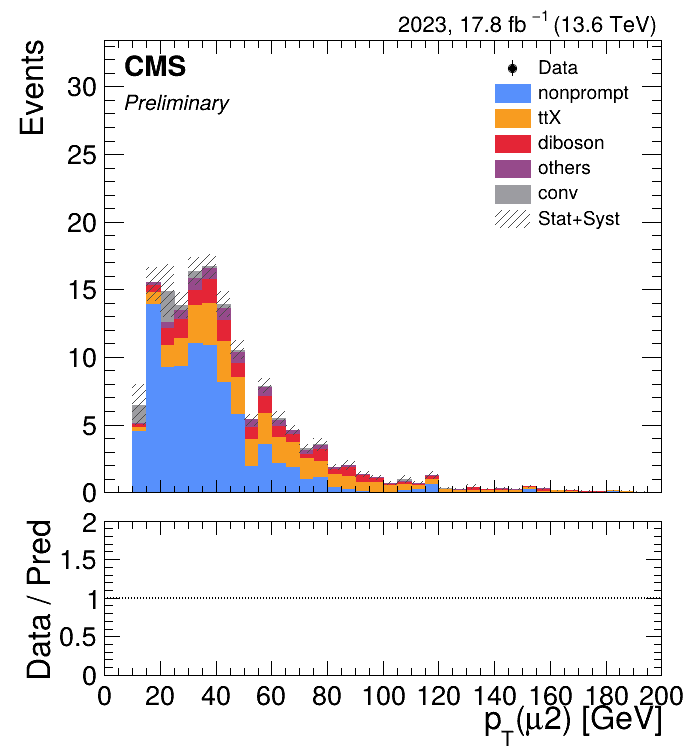 2023, 17.8 fb⁻¹ (13.6 TeV)
CMS
Preliminary
Events
30
25
20
15
10
5
0
Data
nonprompt
ttX
diboson
others
conv
Stat+Syst
Data / Pred
2
1.5
1
0.5
0
0 20 40 60 80 100 120 140 160 180 200
p_T(μ2) [GeV]